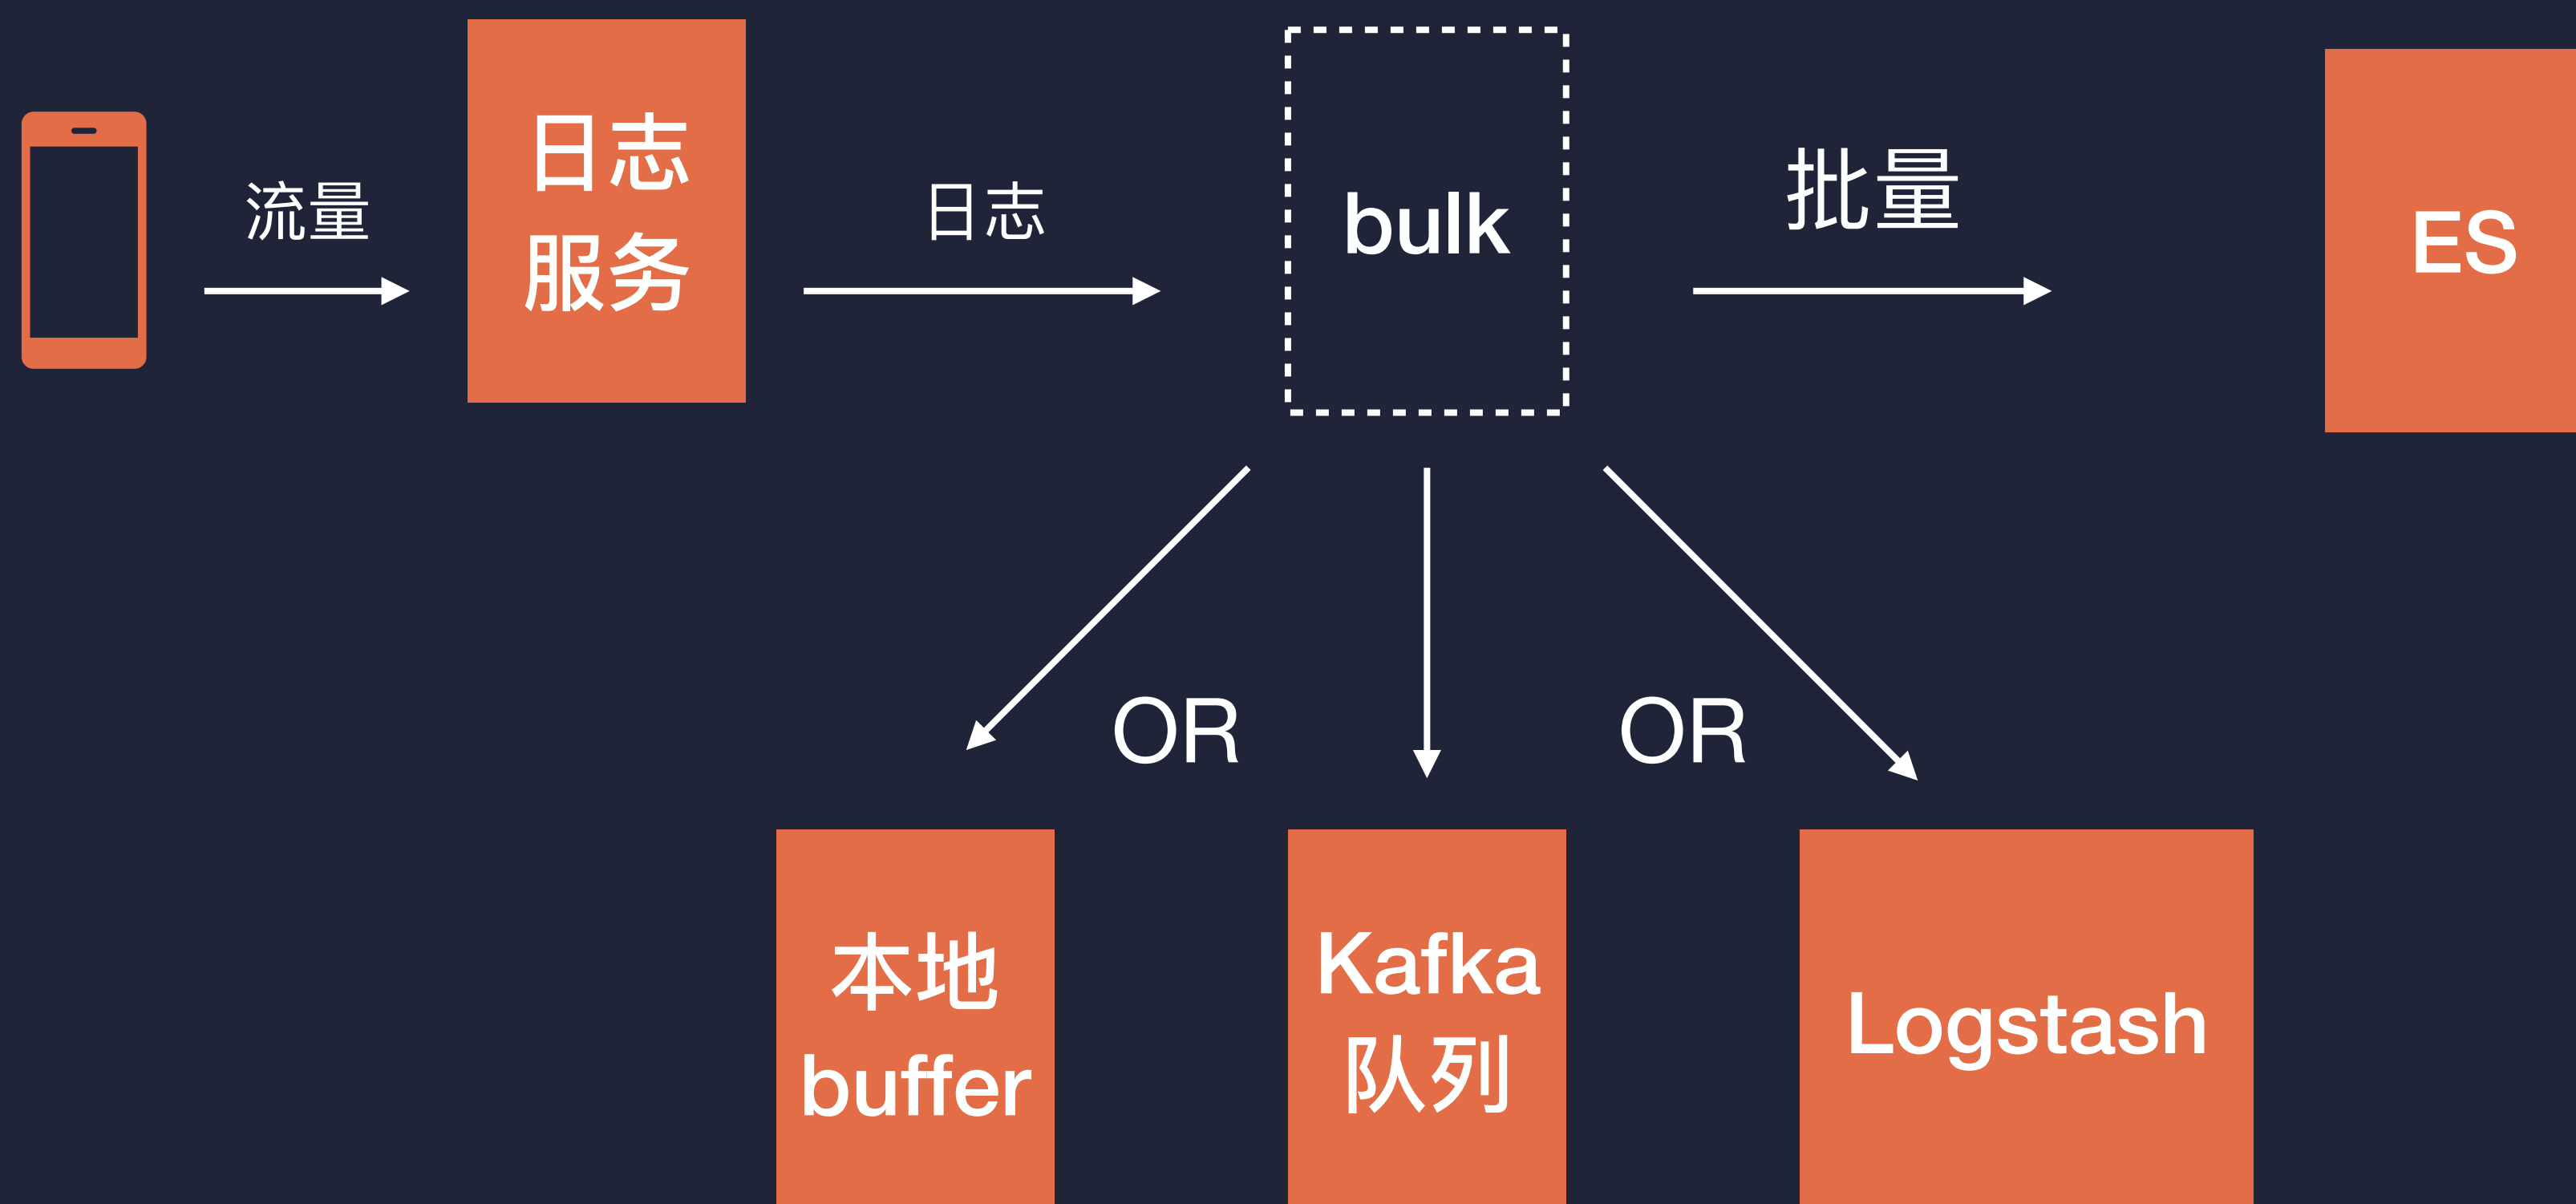 流量
日志
服务
日志
bulk
批量
ES
OR
OR
本地
buffer
Kafka
队列
Logstash